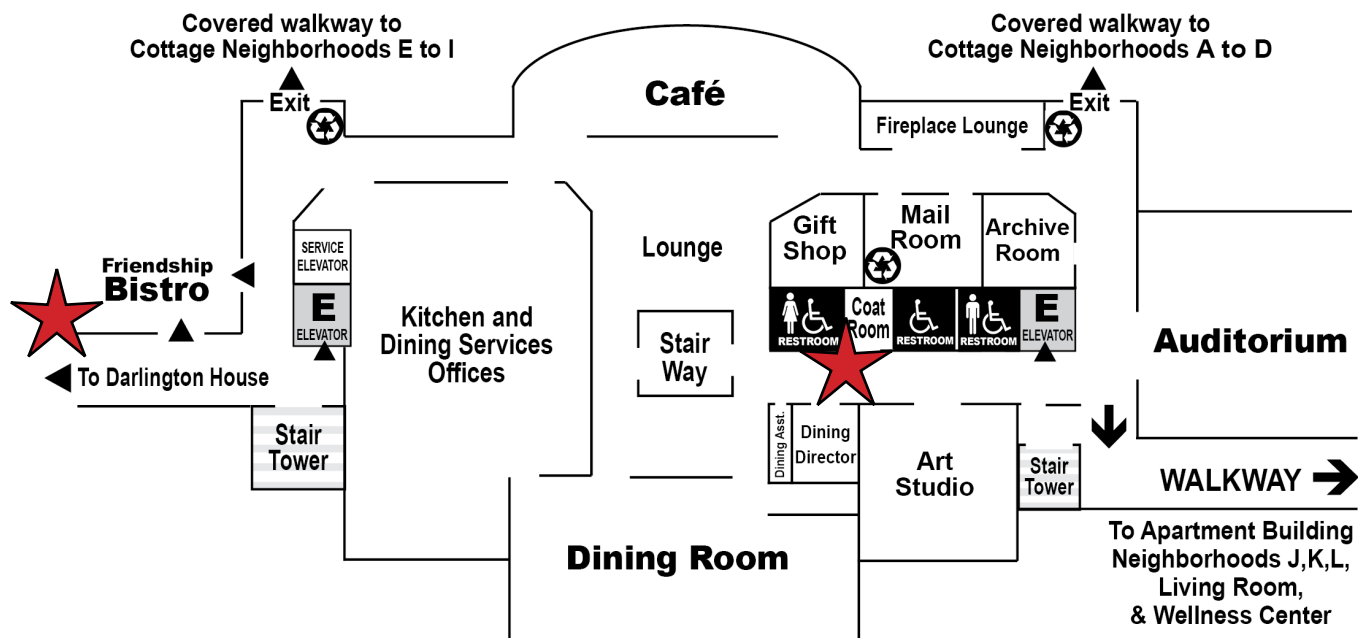 Covered walkway to
Cottage Neighborhoods E to I
Covered walkway to
Cottage Neighborhoods A to D
Exit
Café
Exit
Fireplace Lounge
Gift
Shop
Mail
Room
Archive
Room
Lounge
SERVICE
ELEVATOR
Friendship
Bistro
E
ELEVATOR
Kitchen and
Dining Services
Offices
Stair
Way
RESTROOM
Coat
Room
RESTROOM
RESTROOM
E
ELEVATOR
Auditorium
To Darlington House
Stair
Tower
Dining Asst.
Dining
Director
Art
Studio
Stair
Tower
WALKWAY
Dining Room
To Apartment Building
Neighborhoods J,K,L,
Living Room,
& Wellness Center